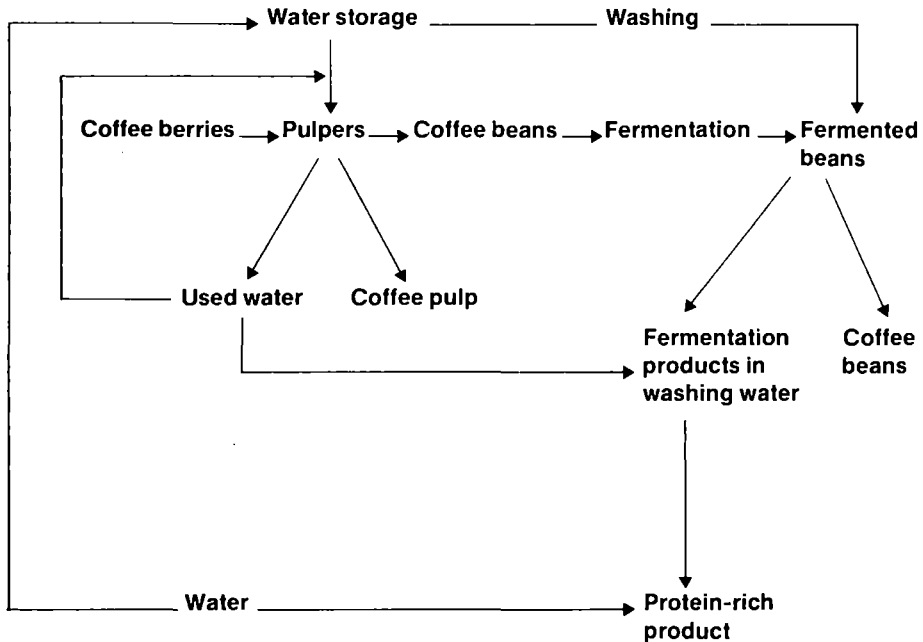 Water storage
Washing
Coffee berries
Pulpers
Coffee beans
Fermentation
Fermented
beans
Used water
Coffee pulp
Fermentation
products in
washing water
Coffee
beans
Water
Protein-rich
product